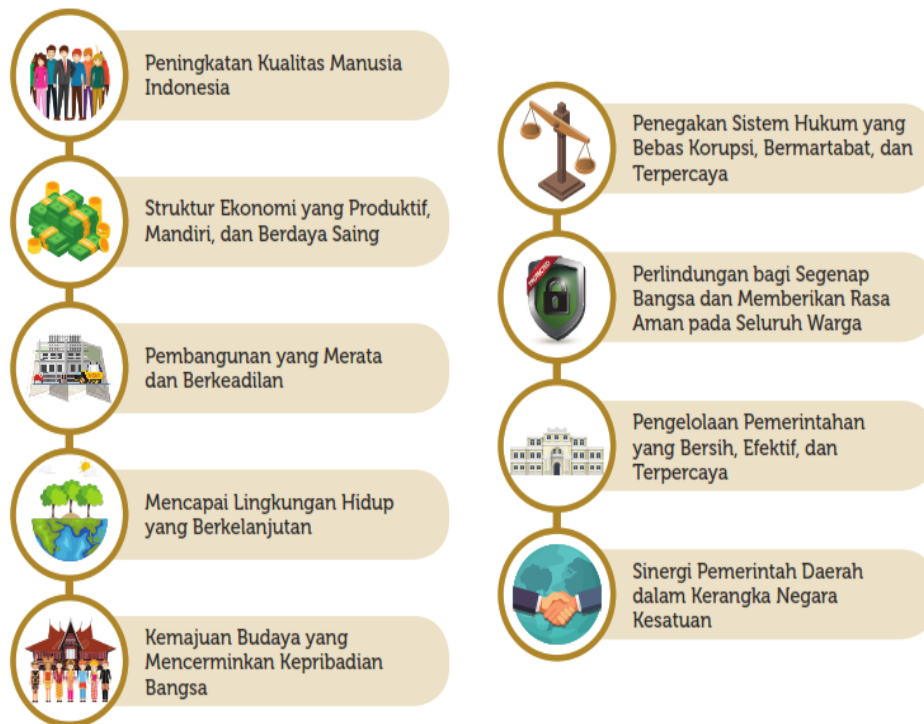 Peningkatan Kualitas Manusia
Indonesia
Struktur Ekonomi yang Produktif,
Mandiri, dan Berdaya Saing
Pembangunan yang Merata
dan Berkeadilan
Mencapai Lingkungan Hidup
yang Berkelanjutan
Kemajuan Budaya yang
Mencerminkan Kepribadian
Bangsa
Penegakan Sistem Hukum yang
Bebas Korupsi, Bermartabat, dan
Terpercaya
PROTECTED
Perlindungan bagi Segenap
Bangsa dan Memberikan Rasa
Aman pada Seluruh Warga
Pengelolaan Pemerintahan
yang Bersih, Efektif, dan
Terpercaya
Sinergi Pemerintah Daerah
dalam Kerangka Negara
Kesatuan